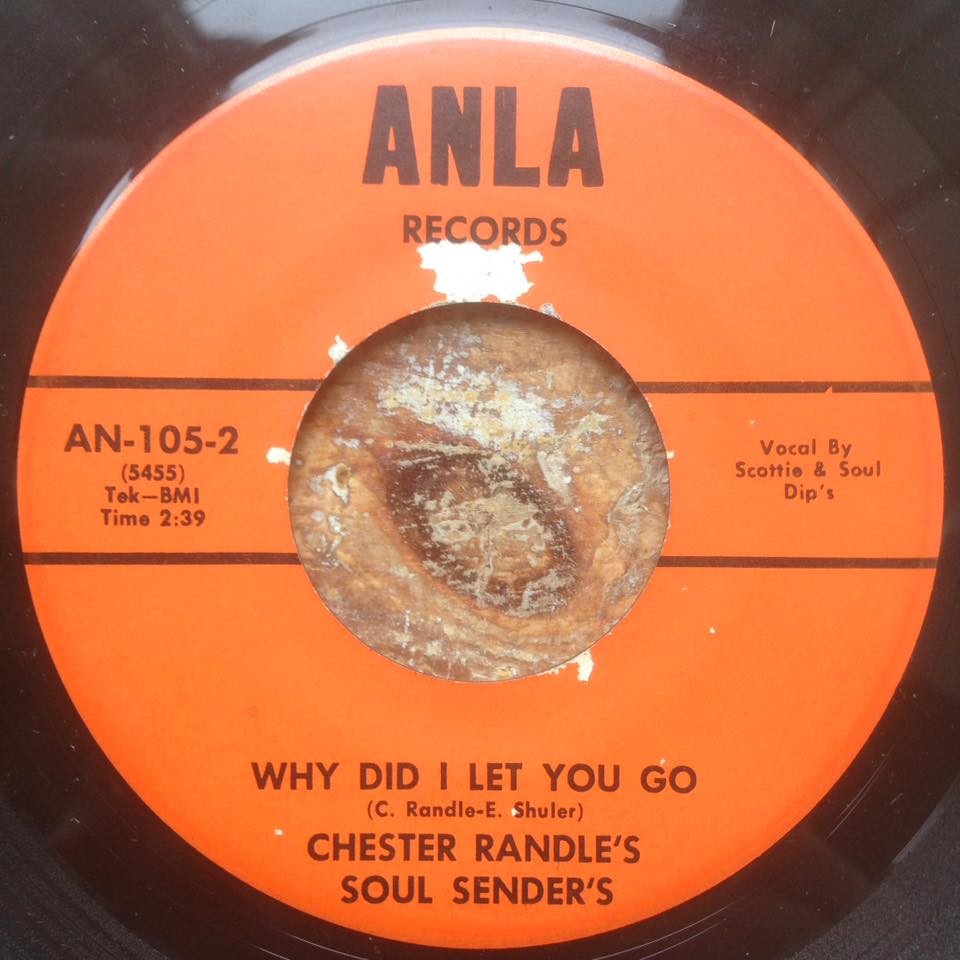 ANLA
RECORDS
AN-105-2
(5455)
Tek—BMI
Time 2:39
Vocal By
Scottie & Soul
Dip's
WHY DID I LET YOU GO
(C. Randle-E. Shuler)
CHESTER RANDLE'S
SOUL SENDER'S